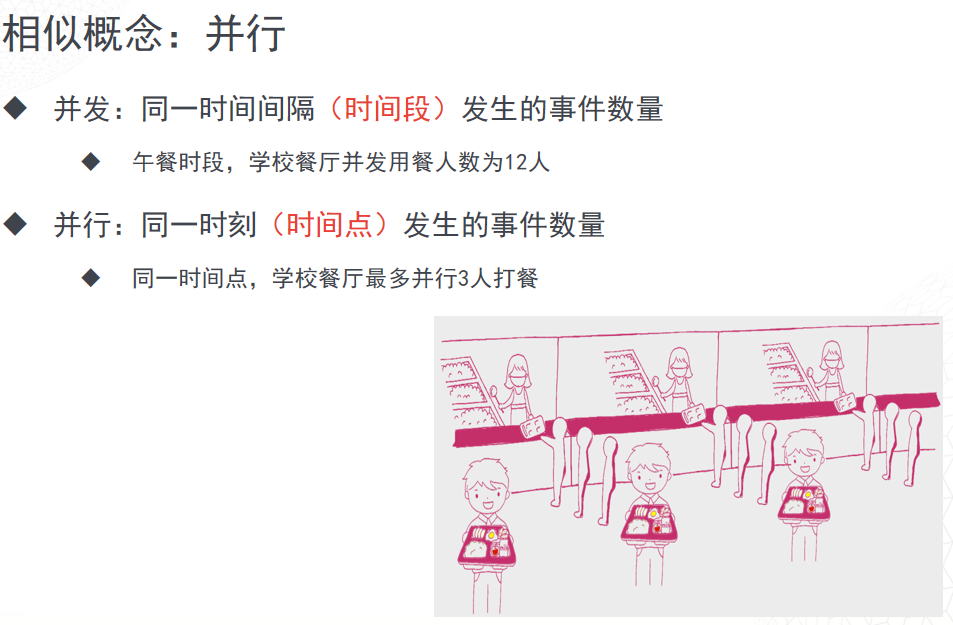 相似概念：并行
并发：同一时间间隔（时间段）发生的事件数量
午餐时段，学校餐厅并发用餐人数为12人
并行：同一时刻（时间点）发生的事件数量
同一时间点，学校餐厅最多并行3人打餐